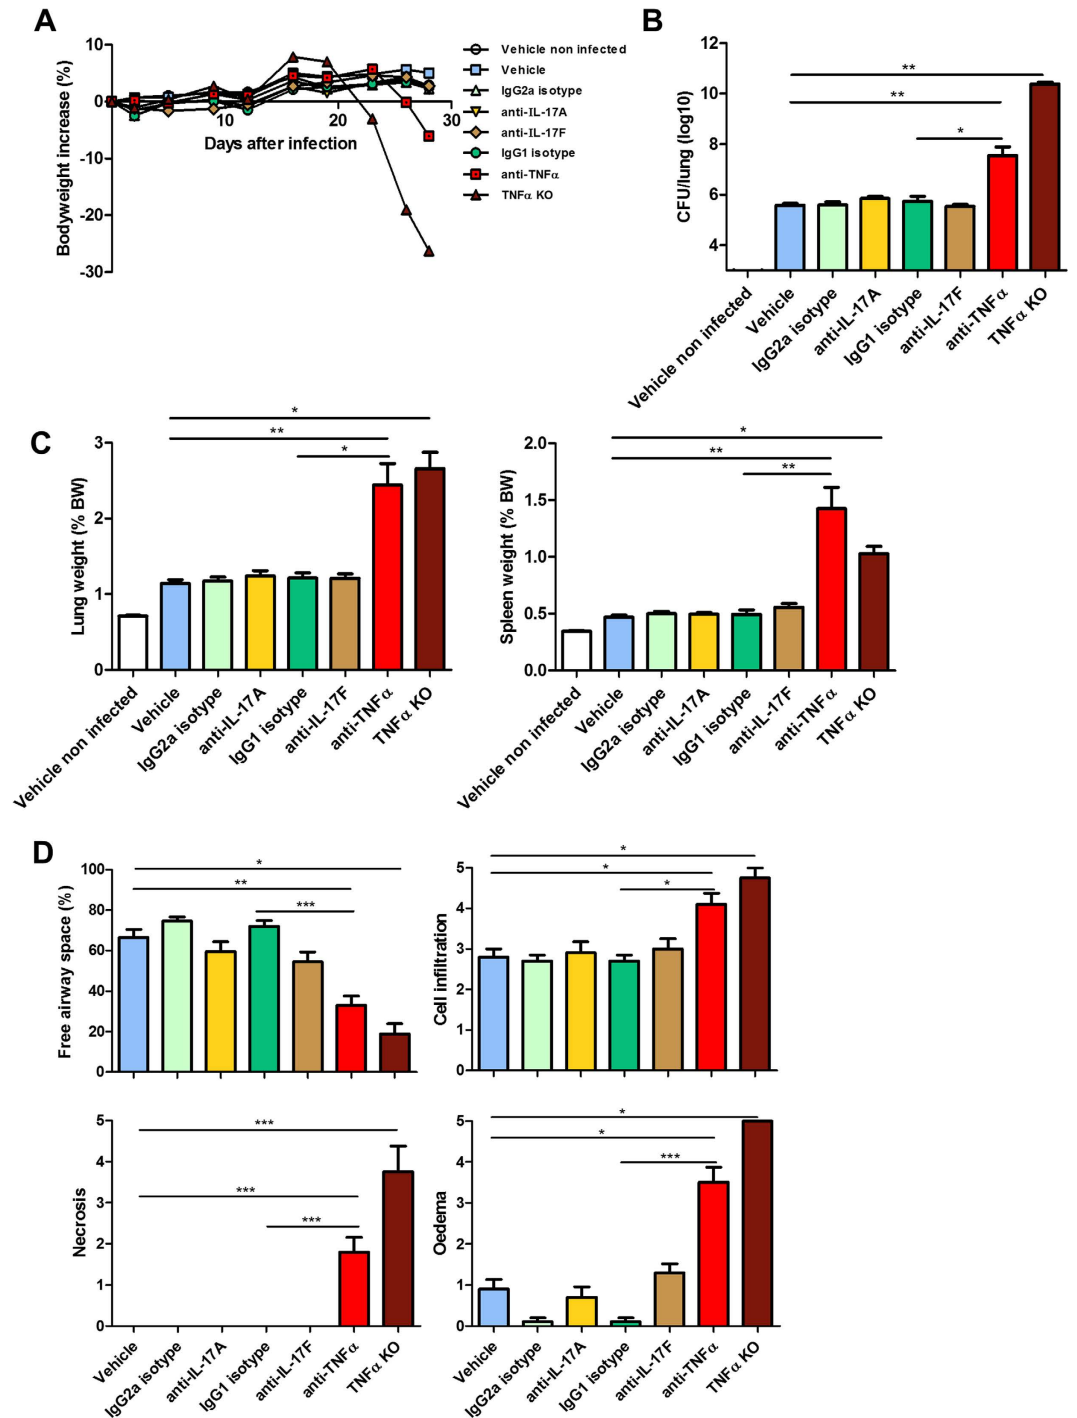 A
Bodyweight increase (%)
10
0
-10
-20
-30
10
20
30
Days after infection
Vehicle non infected
Vehicle
IgG2a isotype
anti-IL-17A
anti-IL-17F
IgG1 isotype
anti-TNFα
TNFα KO
B
CFU/lung (log10)
12
10
8
6
4
**
**
*
Vehicle non infected
Vehicle
IgG2a isotype
anti-IL-17A
IgG1 isotype
anti-IL-17F
anti-TNFα
TNFα KO
C
Lung weight (% BW)
3
2
1
0
*
**
*
Vehicle non infected
Vehicle
IgG2a isotype
anti-IL-17A
IgG1 isotype
anti-IL-17F
anti-TNFα
TNFα KO
Spleen weight (% BW)
2.0
1.5
1.0
0.5
0.0
*
**
**
Vehicle non infected
Vehicle
IgG2a isotype
anti-IL-17A
IgG1 isotype
anti-IL-17F
anti-TNFα
TNFα KO
D
Free airway space (%)
100
80
60
40
20
0
*
**
***
Cell infiltration
5
4
3
2
1
0
*
*
*
Necrosis
5
4
3
2
1
0
***
***
***
Vehicle
IgG2a isotype
anti-IL-17A
IgG1 isotype
anti-IL-17F
anti-TNFα
TNFα KO
Oedema
5
4
3
2
1
0
*
*
***
Vehicle
IgG2a isotype
anti-IL-17A
IgG1 isotype
anti-IL-17F
anti-TNFα
TNFα KO